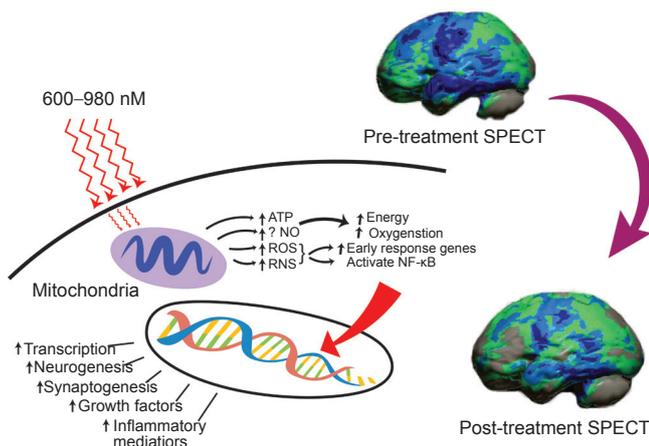 600–980 nM
Pre-treatment SPECT
↑ATP
↑? NO
↑ROS
↑RNS
}
↑Energy
↑Oxygenstion
↑Early response genes
Activate NF-κB
Mitochondria
↑Transcription
↑Neurogenesis
↑Synaptogenesis
↑Growth factors
↑Inflammatory
mediatiors
Post-treatment SPECT